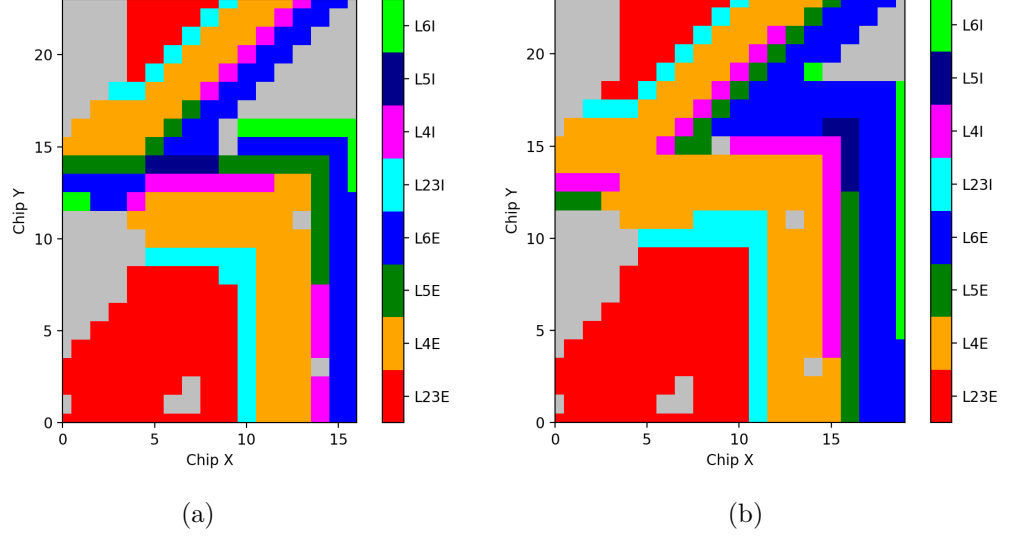 20
15
10
5
0
Chip Y
0 5 10 15
Chip X
L6I
L5I
L4I
L23I
L6E
L5E
L4E
L23E
(a)
20
15
10
5
0
Chip Y
0 5 10 15
Chip X
L6I
L5I
L4I
L23I
L6E
L5E
L4E
L23E
(b)